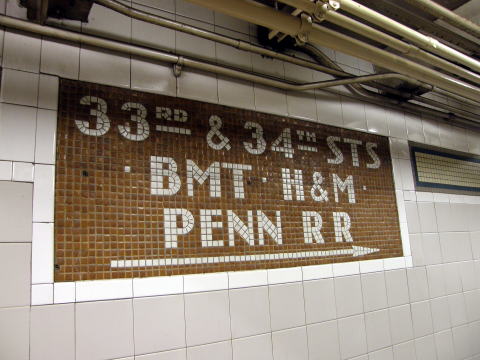 33RD & 34TH STS
· BMT · H&M ·
PENN RR